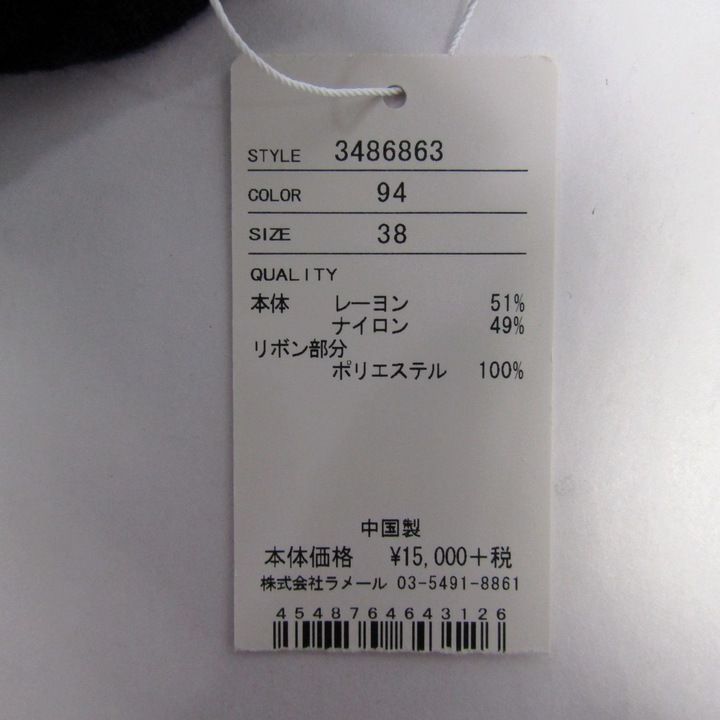 STYLE 3486863
COLOR 94
SIZE 38
QUALITY
本体 レーヨン 51%
ナイロン 49%
リボン部分
ポリエステル 100%
中国製
本体価格 ¥15,000+税
株式会社ラメール 03-5491-8861
4548764643126